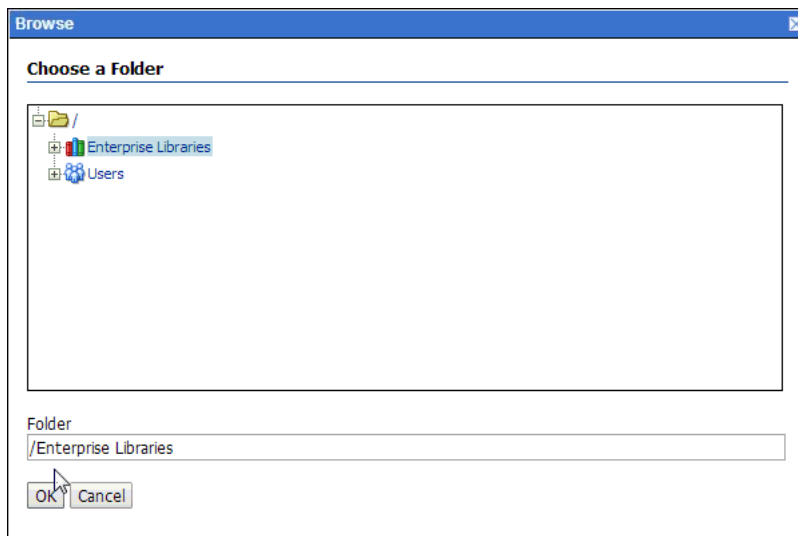 Browse
Choose a Folder
/
Enterprise Libraries
Users
Folder
/Enterprise Libraries
OK Cancel